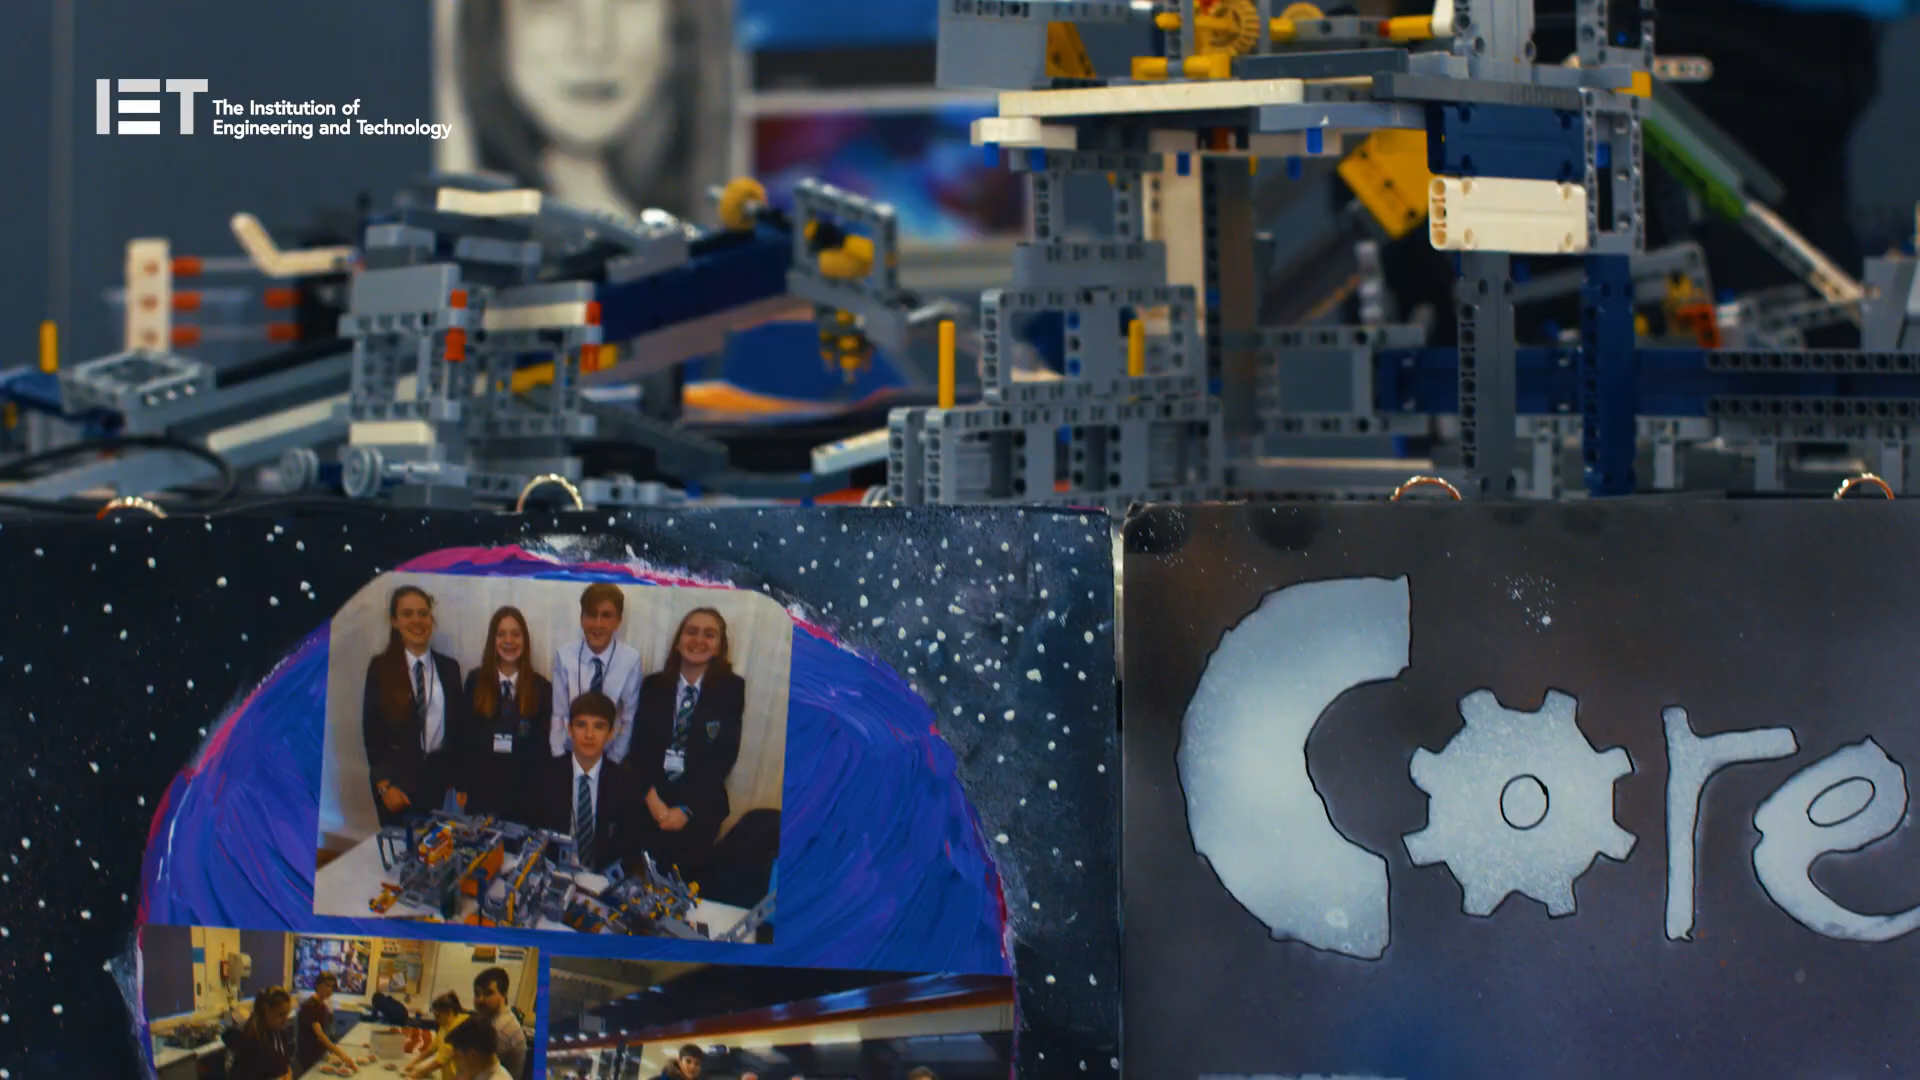 IET The Institution of
Engineering and Technology
Core